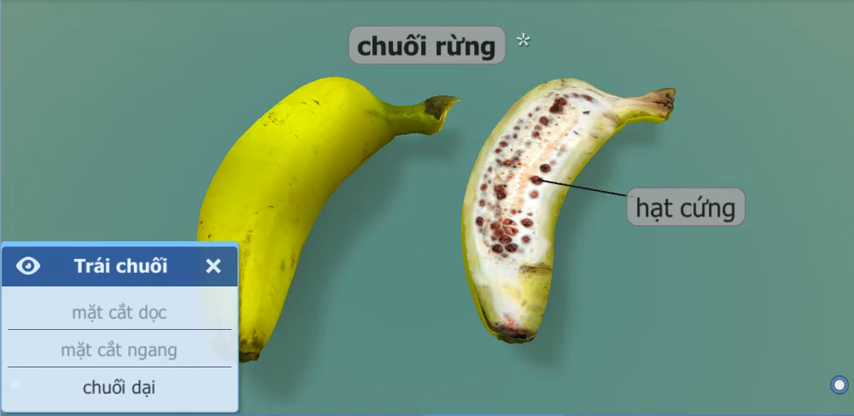 chuối rừng *
hạt cứng
Trái chuối
mặt cắt dọc
mặt cắt ngang
chuối dại